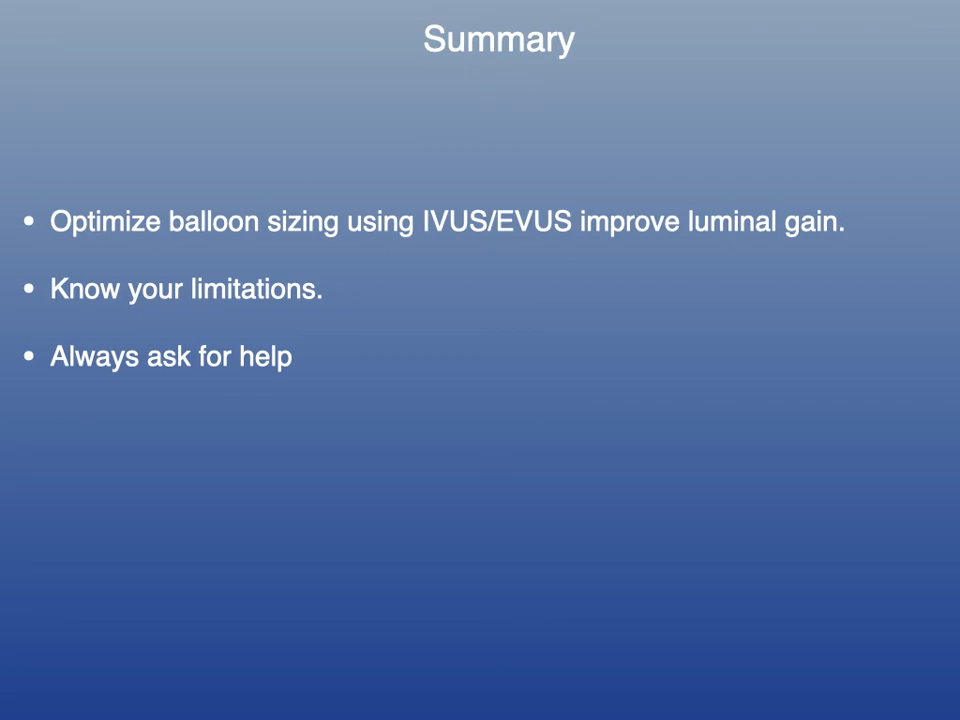 Summary
• Optimize balloon sizing using IVUS/EVUS improve luminal gain.
• Know your limitations.
• Always ask for help